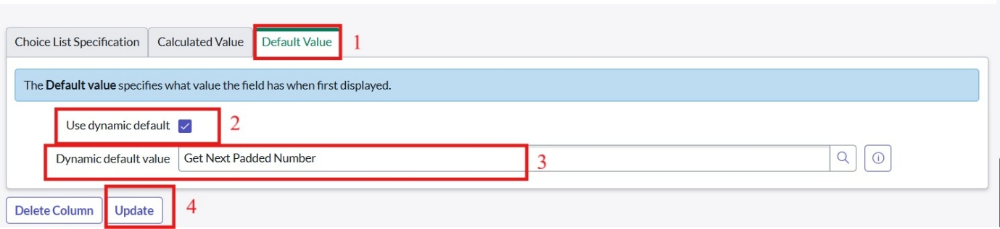 Choice List Specification Calculated Value Default Value 1
The Default value specifies what value the field has when first displayed.
Use dynamic default 2
Dynamic default value Get Next Padded Number 3
Delete Column Update 4